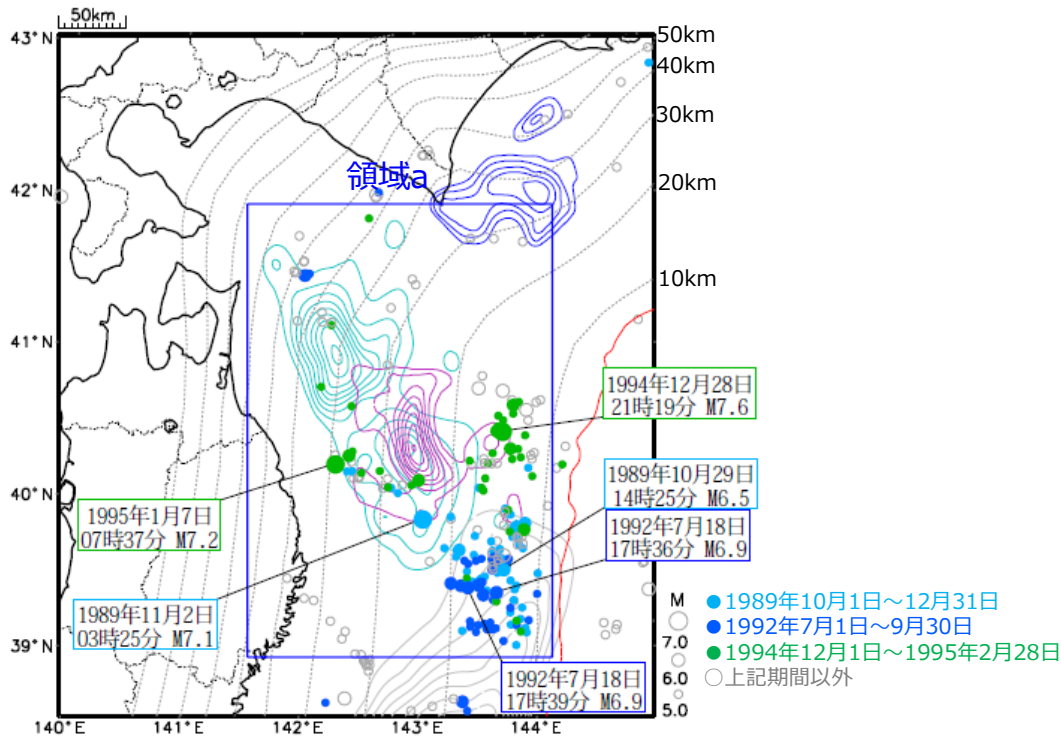 50km
43°N
50km
40km
30km
領域a
42°N
20km
10km
41°N
1994年12月28日
21時19分 M7.6
40°N
1989年10月29日
14時25分 M6.5
1995年1月7日
07時37分 M7.2
1992年7月18日
17時36分 M6.9
1989年11月2日
03時25分 M7.1
39°N
1992年7月18日
17時39分 M6.9
M
7.0
6.0
5.0
1989年10月1日～12月31日
1992年7月1日～9月30日
1994年12月1日～1995年2月28日
上記期間以外
140°E
141°E
142°E
143°E
144°E